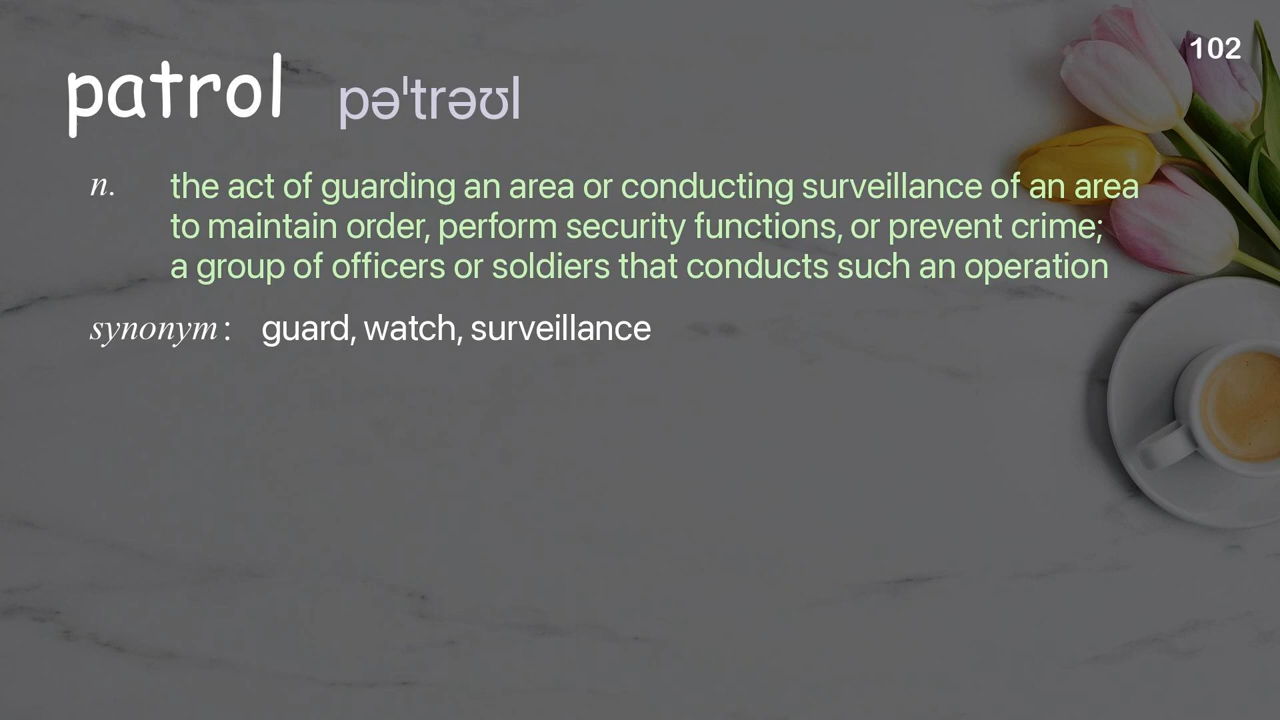 102
patrol pəˈtrəʊl
n. the act of guarding an area or conducting surveillance of an area
to maintain order, perform security functions, or prevent crime;
a group of officers or soldiers that conducts such an operation
synonym: guard, watch, surveillance